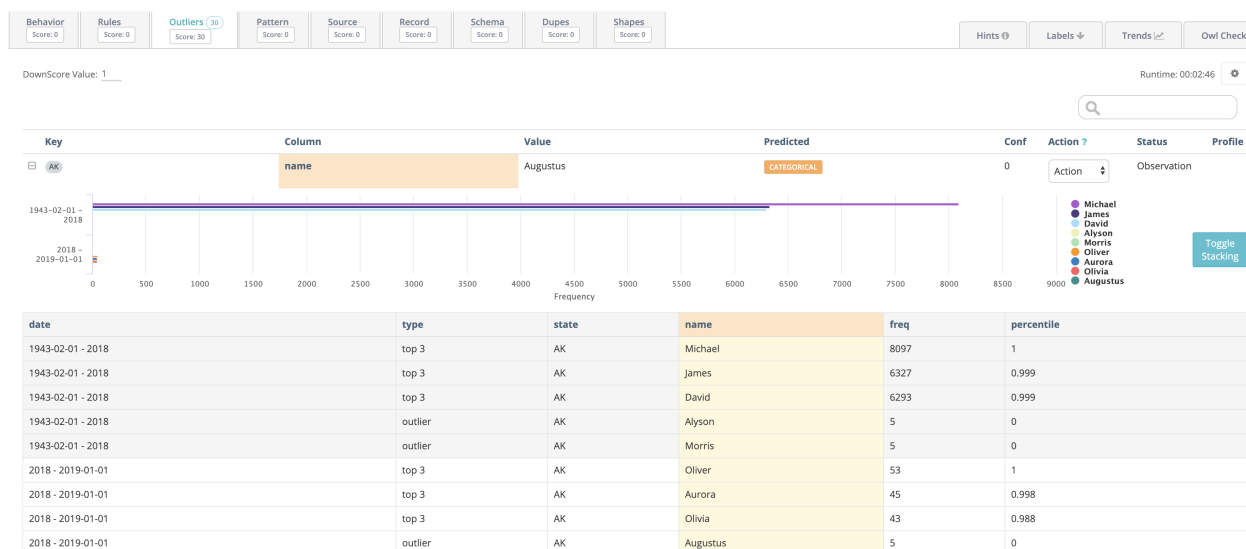 Behavior Rules Outliers 30 Pattern Source Record Schema Dupes Shapes
Score: 0 Score: 0 Score: 30 Score: 0 Score: 0 Score: 0 Score: 0 Score: 0 Score: 0
Hints Labels Trends Owl Check
DownScore Value: 1
Runtime: 00:02:46
Key Column Value Predicted Conf Action ? Status Profile
AK name Augustus CATEGORICAL 0 Action Observation
1943-02-01 – 2018
2018 – 2019-01-01
0 500 1000 1500 2000 2500 3000 3500 4000 4500 5000 5500 6000 6500 7000 7500 8000 8500 9000
Frequency
Michael
James
David
Alyson
Morris
Oliver
Aurora
Olivia
Augustus
Toggle
Stacking
date type state name freq percentile
1943-02-01 - 2018 top 3 AK Michael 8097 1
1943-02-01 - 2018 top 3 AK James 6327 0.999
1943-02-01 - 2018 top 3 AK David 6293 0.999
1943-02-01 - 2018 outlier AK Alyson 5 0
1943-02-01 - 2018 outlier AK Morris 5 0
2018 - 2019-01-01 top 3 AK Oliver 53 1
2018 - 2019-01-01 top 3 AK Aurora 45 0.998
2018 - 2019-01-01 top 3 AK Olivia 43 0.988
2018 - 2019-01-01 outlier AK Augustus 5 0